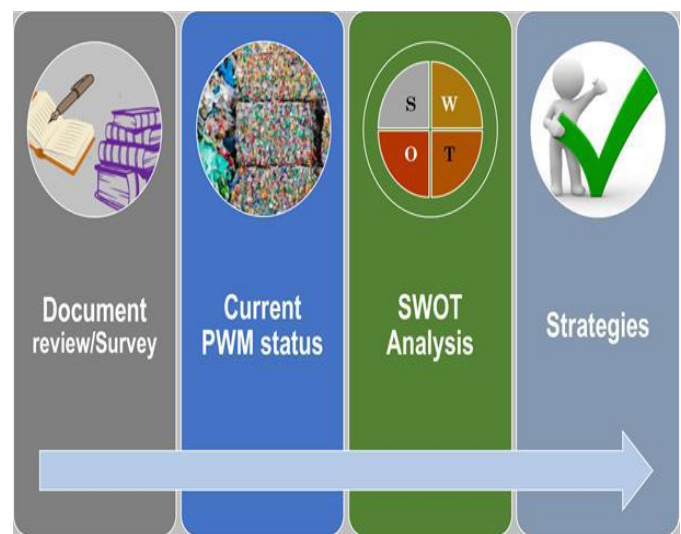 Document
review/Survey
Current
PWM status
S W
O T
SWOT
Analysis
Strategies